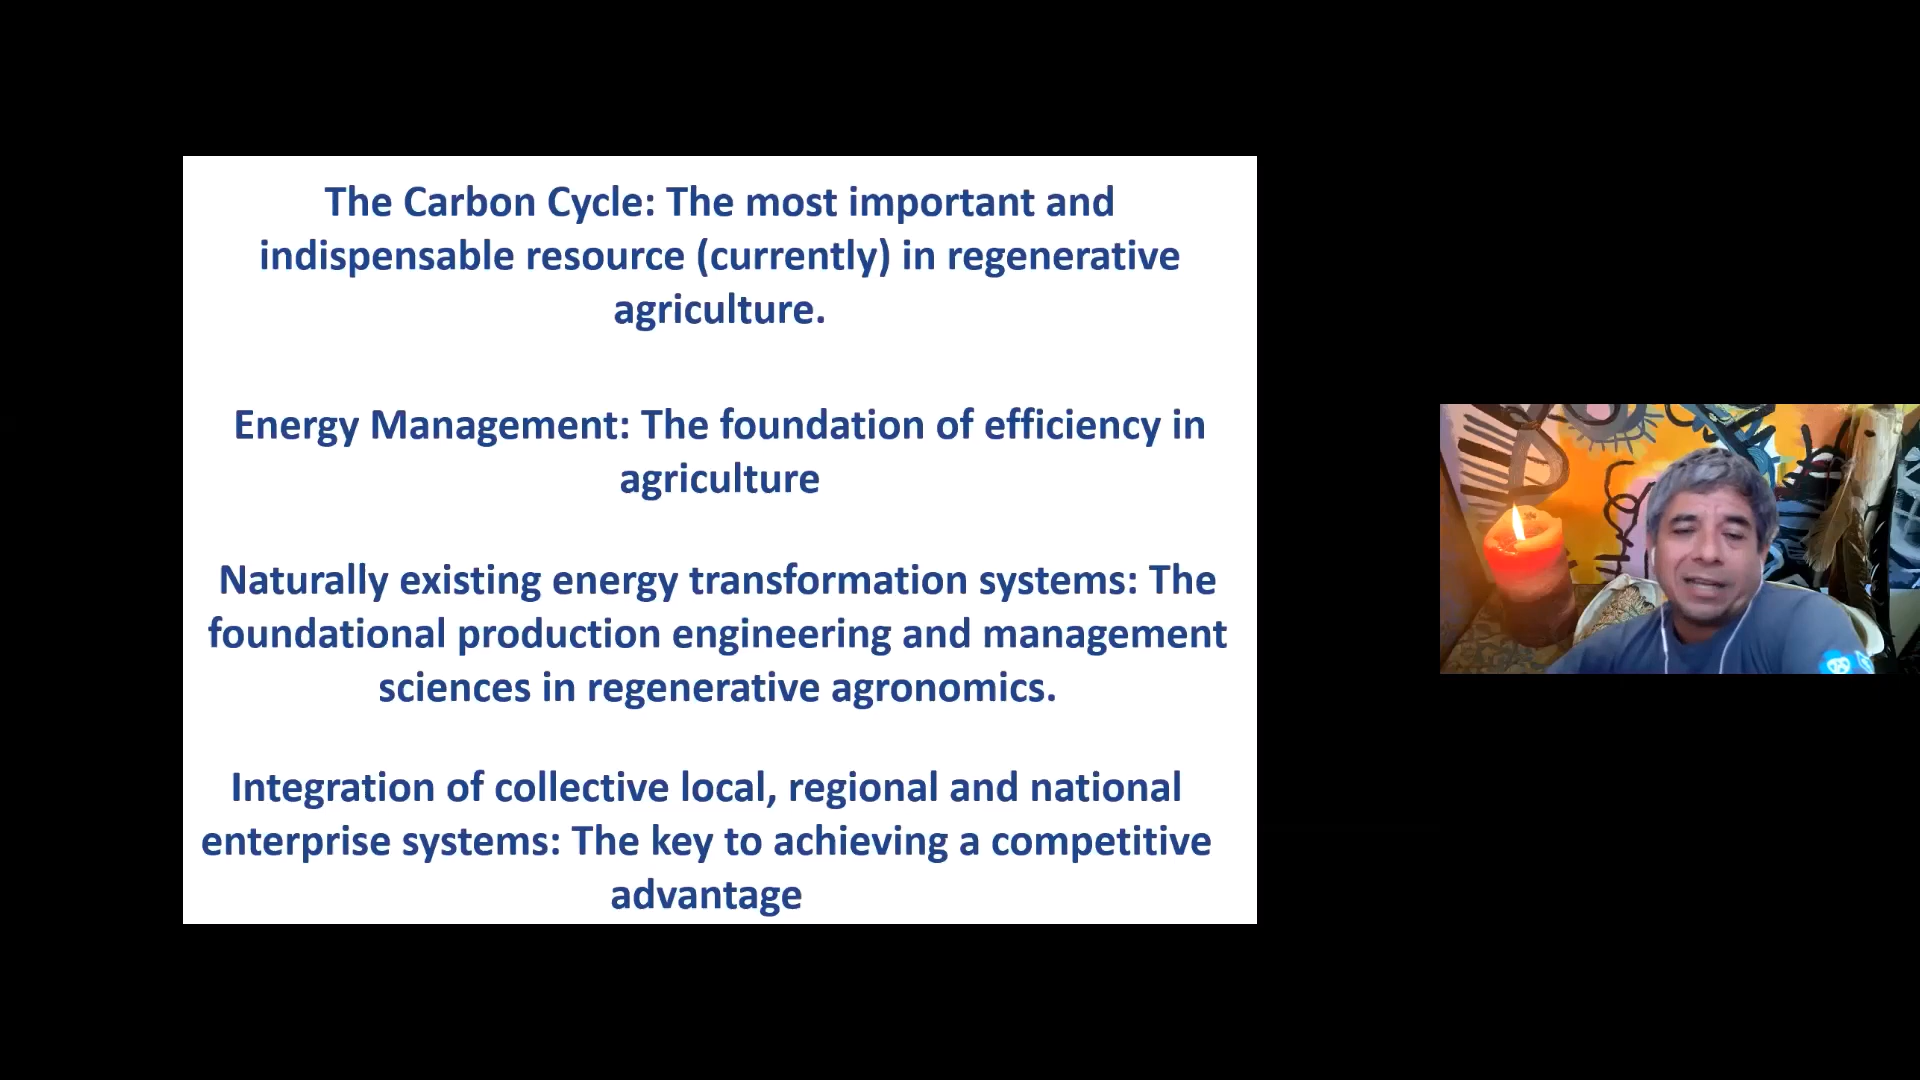 The Carbon Cycle: The most important and
indispensable resource (currently) in regenerative
agriculture.
Energy Management: The foundation of efficiency in
agriculture
Naturally existing energy transformation systems: The
foundational production engineering and management
sciences in regenerative agronomics.
Integration of collective local, regional and national
enterprise systems: The key to achieving a competitive
advantage